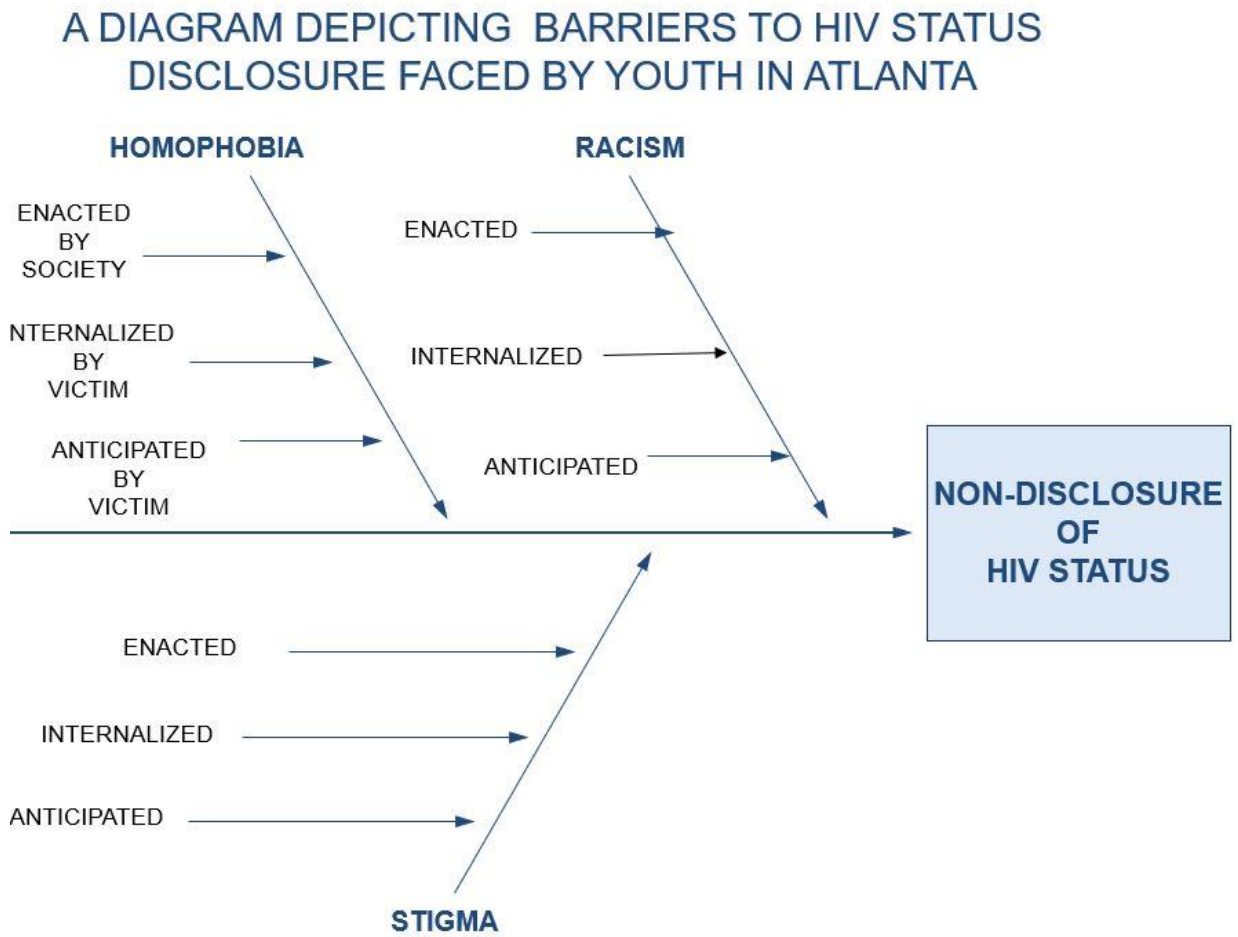 A DIAGRAM DEPICTING BARRIERS TO HIV STATUS
DISCLOSURE FACED BY YOUTH IN ATLANTA
HOMOPHOBIA
ENACTED
BY
SOCIETY
NTERNALIZED
BY
VICTIM
ANTICIPATED
BY
VICTIM
RACISM
ENACTED
INTERNALIZED
ANTICIPATED
NON-DISCLOSURE
OF
HIV STATUS
ENACTED
INTERNALIZED
ANTICIPATED
STIGMA